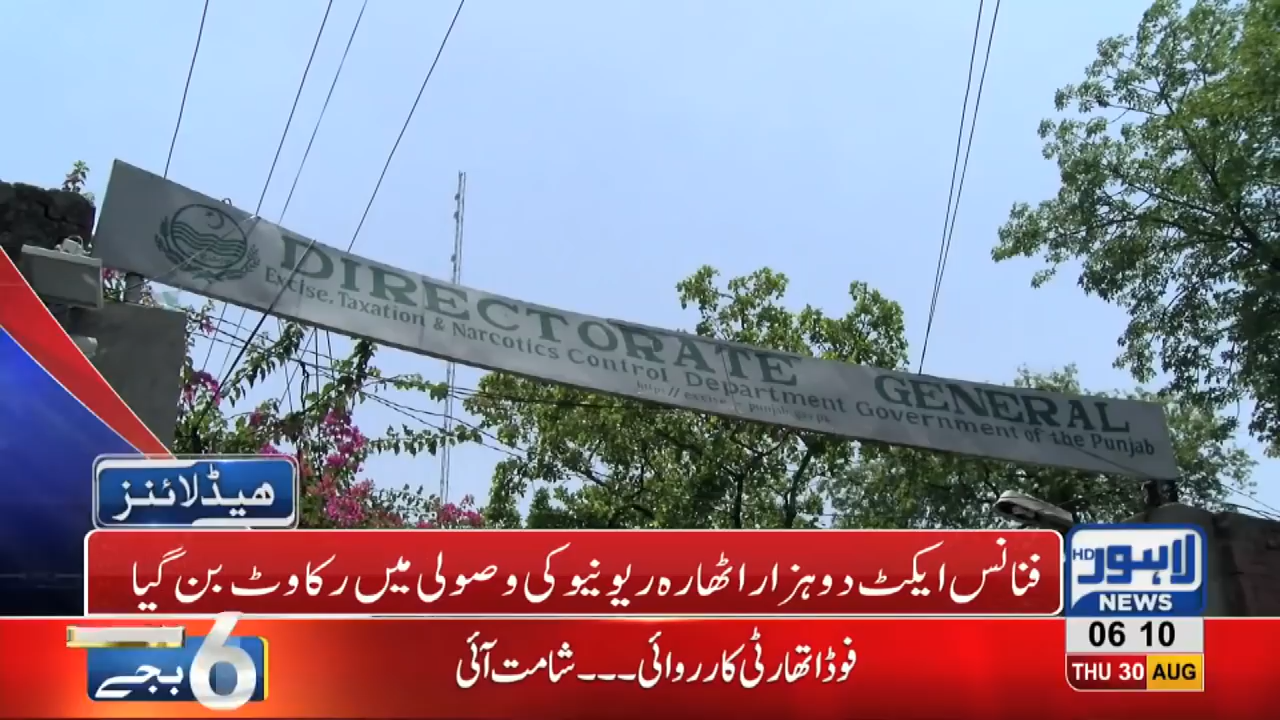 DIRECTORATE GENERAL
Excise, Taxation & Narcotics Control Department Government of the Punjab
ہیڈلائنز
فنانس ایکٹ دو ہزار اٹھارہ ریونیو کی وصولی میں رکاوٹ بن گیا
HD لاہور
NEWS
06 10
THU 30 AUG
6 بجے
فوڈ اتھارٹی کارروائی ۔۔۔ شامت آئی